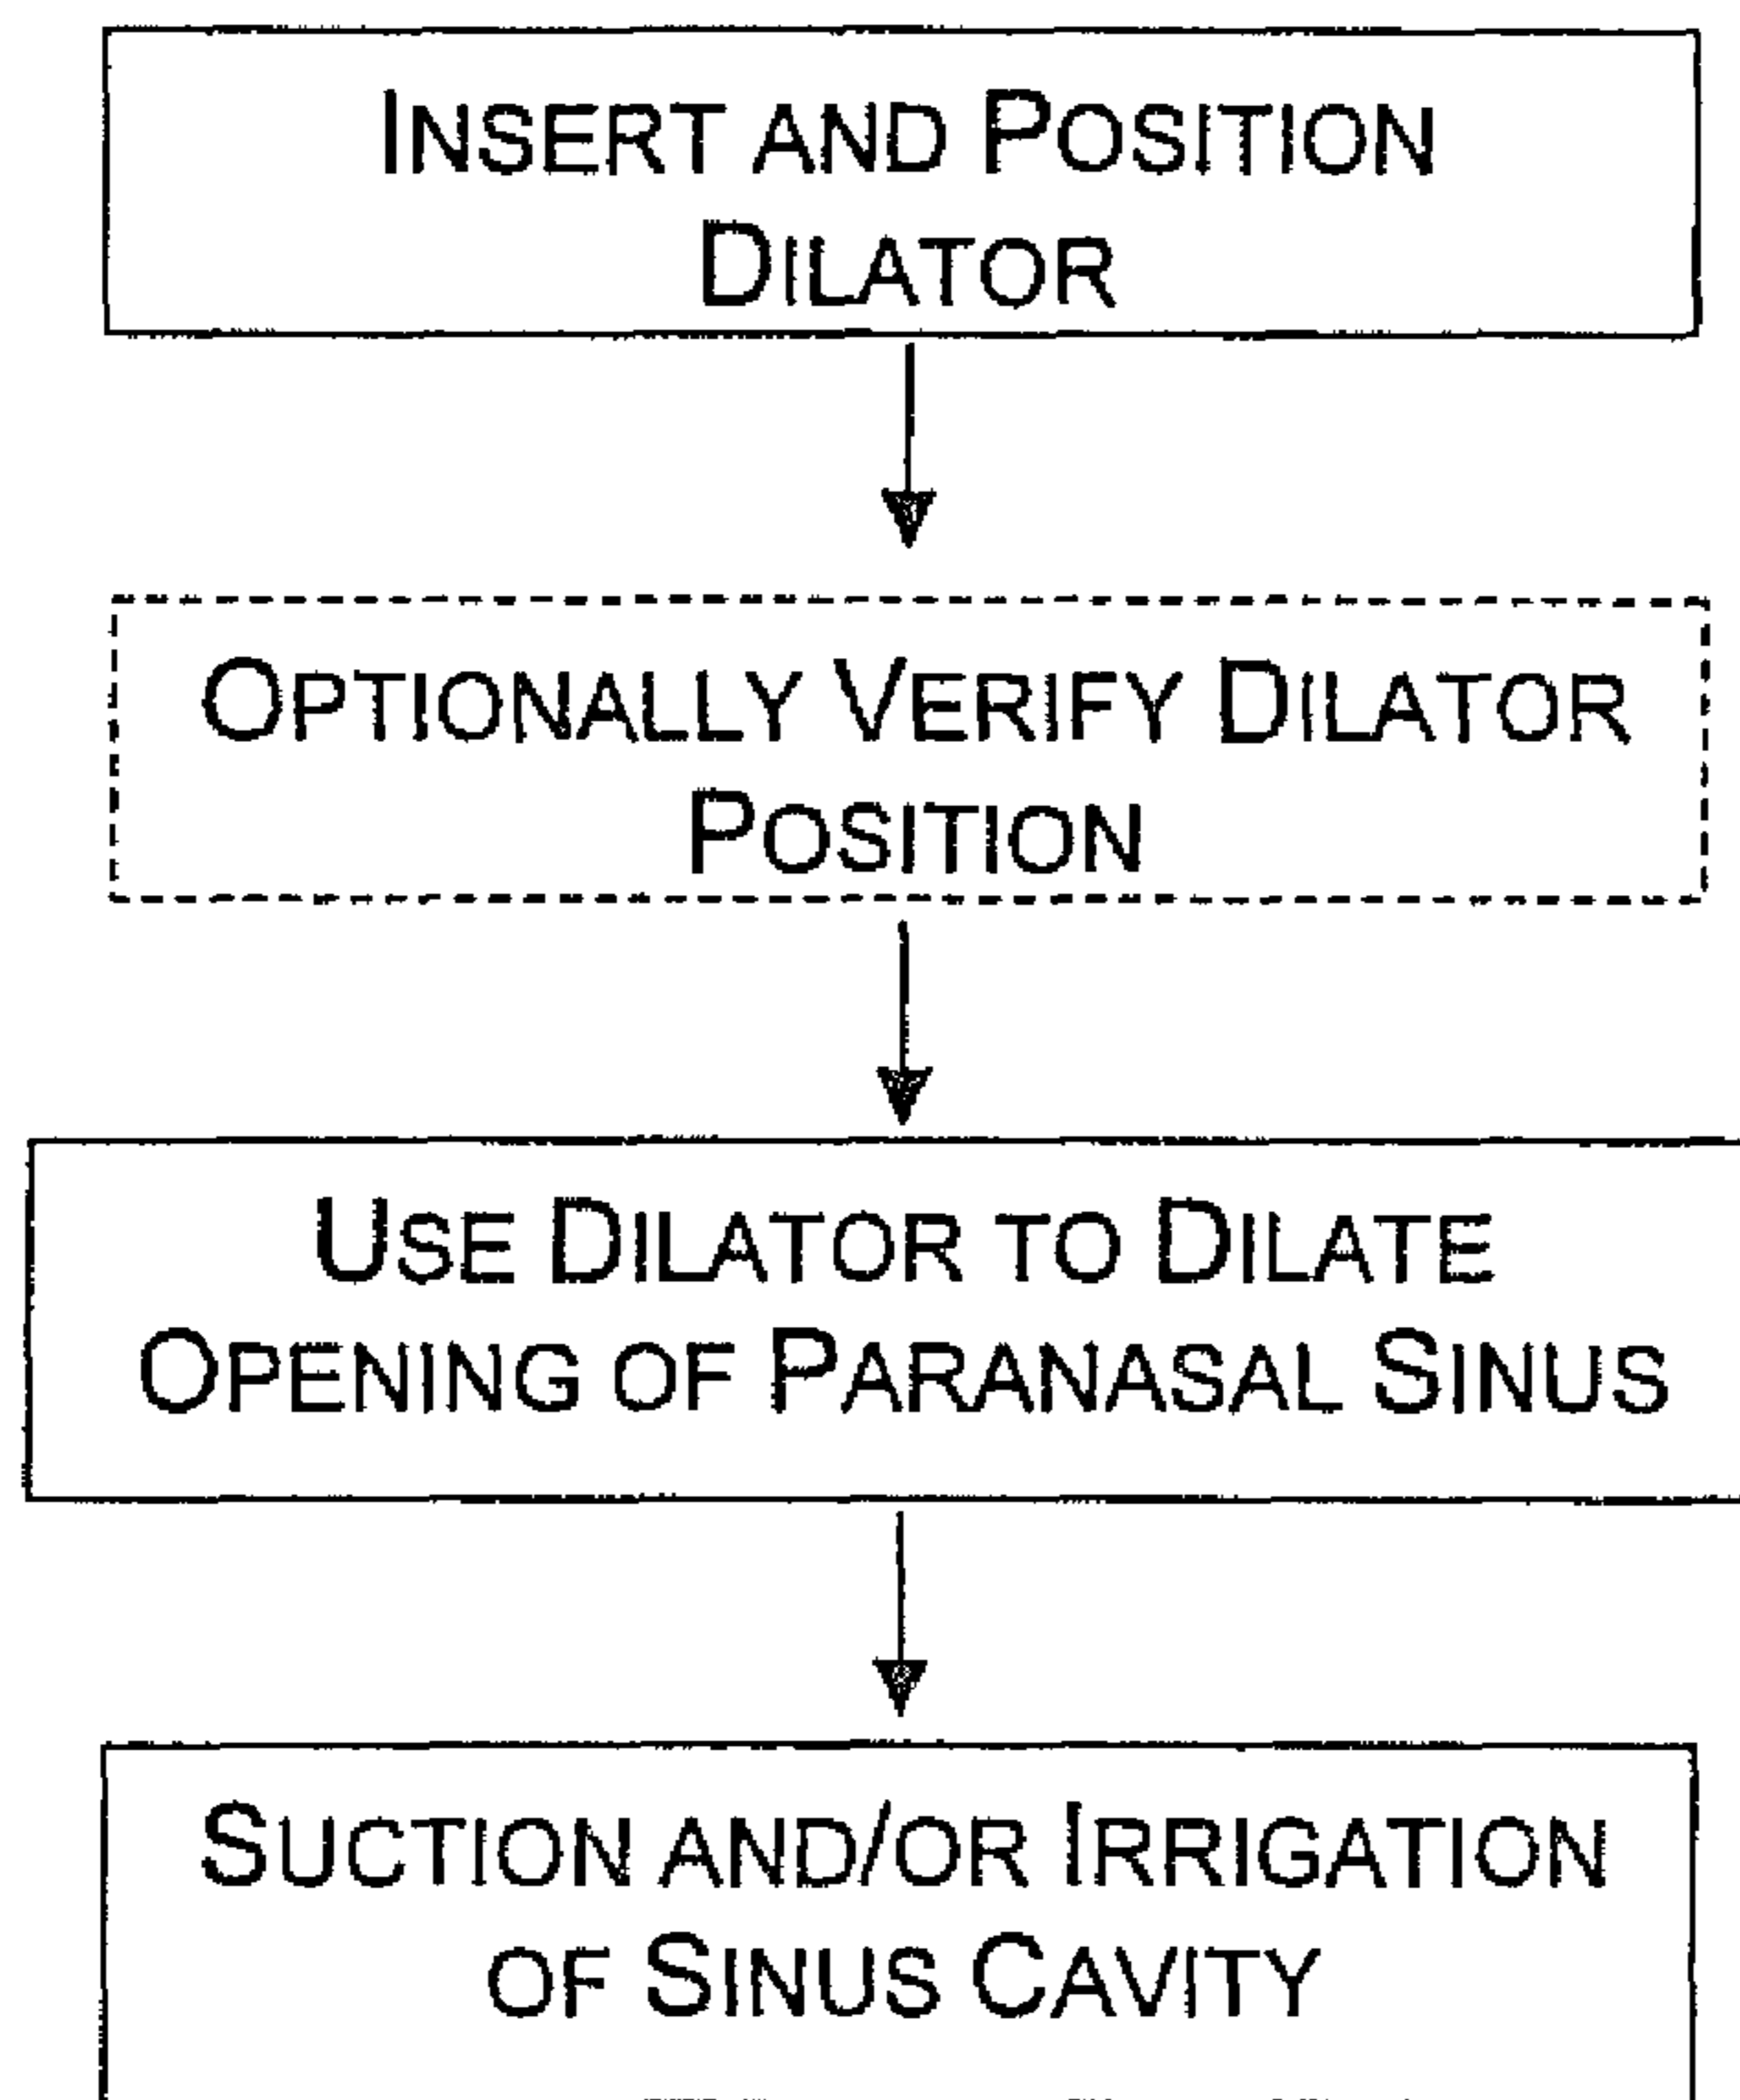 INSERT AND POSITION
DILATOR
OPTIONALLY VERIFY DILATOR
POSITION
USE DILATOR TO DILATE
OPENING OF PARANASAL SINUS
SUCTION AND/OR IRRIGATION
OF SINUS CAVITY